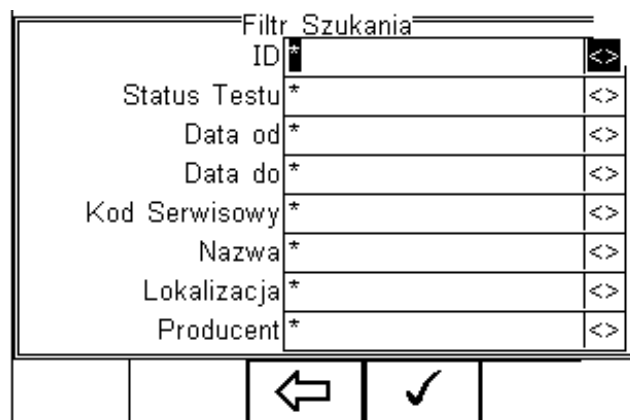 Filtr Szukania
ID * <>
Status Testu * <>
Data od * <>
Data do * <>
Kod Serwisowy * <>
Nazwa * <>
Lokalizacja * <>
Producent * <>